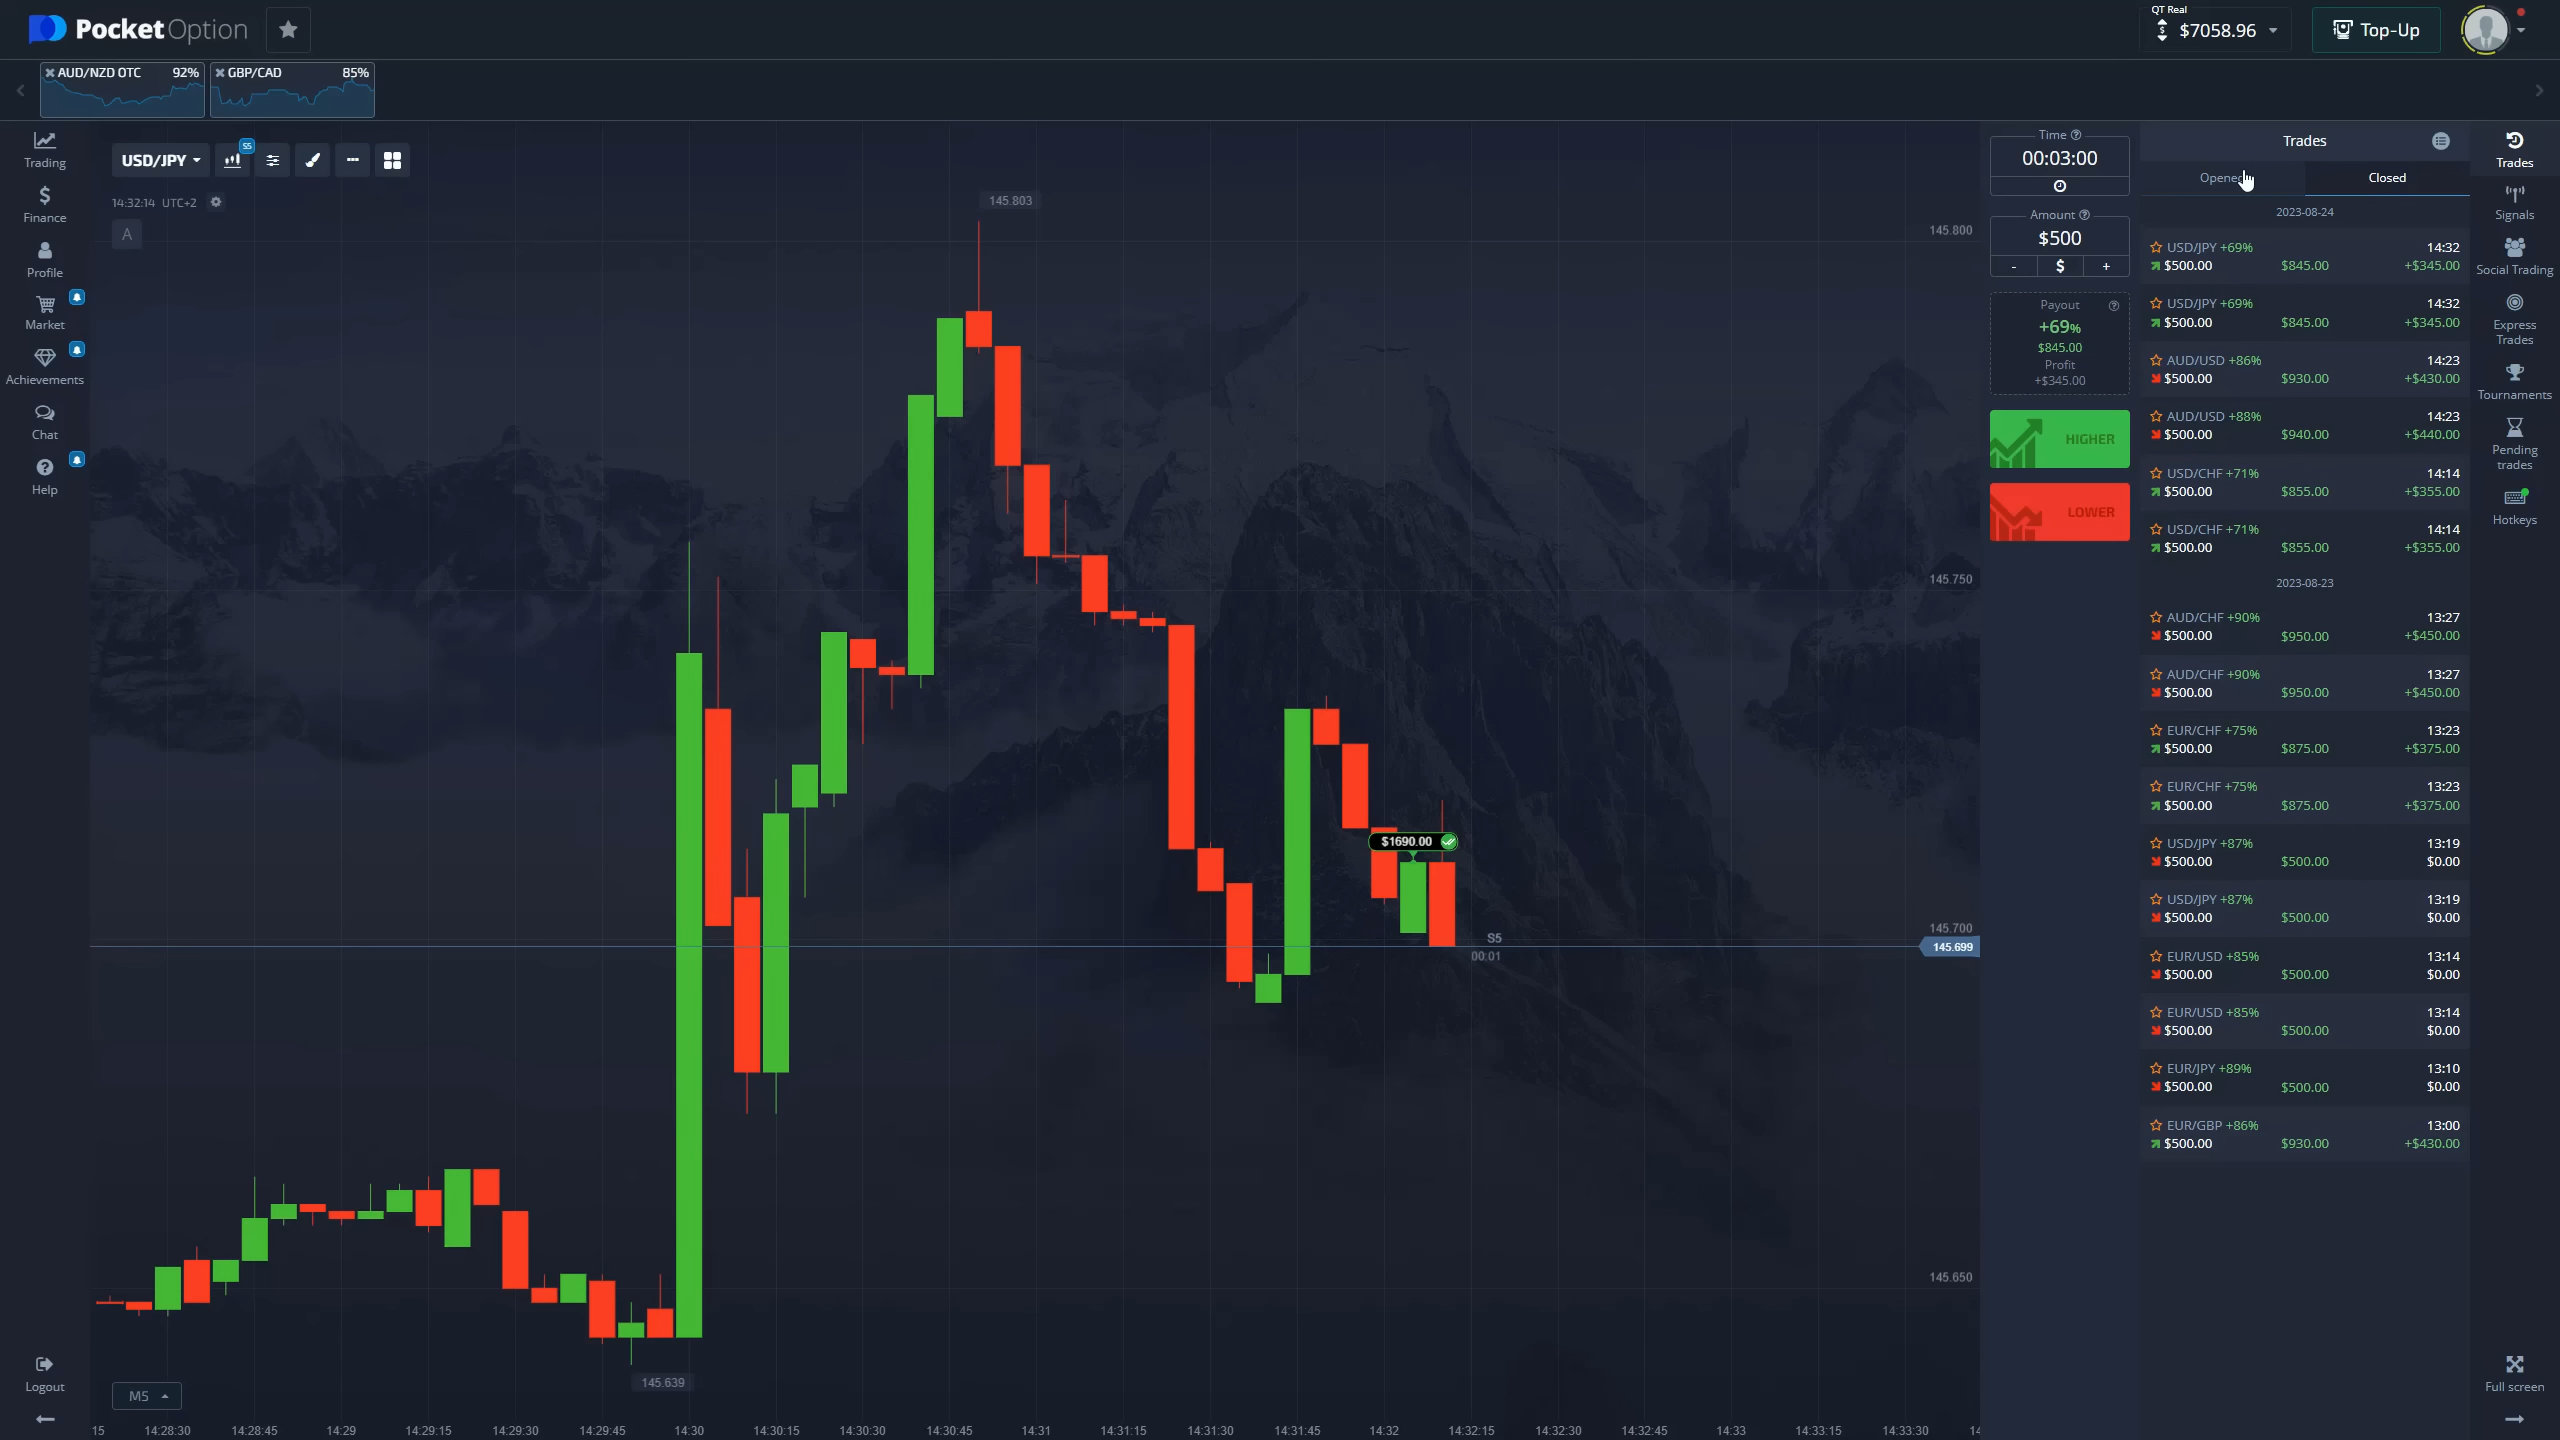 PocketOption
QT Real
$7058.96
Top-Up
AUD/NZD OTC 92%
GBP/CAD 85%
Trading
Finance
Profile
Market
Achievements
Chat
Help
Logout
USD/JPY
S5
14:32:14 UTC+2
A
145.803
145.800
145.750
145.700
145.699
145.650
145.639
$1690.00
S5
00:01
M5
15 14:28:30 14:28:45 14:29 14:29:15 14:29:30 14:29:45 14:30 14:30:15 14:30:30 14:30:45 14:31 14:31:15 14:31:30 14:31:45 14:32 14:32:15 14:32:30 14:32:45 14:33 14:33:15 14:33:30 14
Time
00:03:00
Amount
$500
- $ +
Payout
+69%
$845.00
Profit
+$345.00
HIGHER
LOWER
Trades
Opened Closed
2023-08-24
USD/JPY +69% 14:32
$500.00 $845.00 +$345.00
USD/JPY +69% 14:32
$500.00 $845.00 +$345.00
AUD/USD +86% 14:23
$500.00 $930.00 +$430.00
AUD/USD +88% 14:23
$500.00 $940.00 +$440.00
USD/CHF +71% 14:14
$500.00 $855.00 +$355.00
USD/CHF +71% 14:14
$500.00 $855.00 +$355.00
2023-08-23
AUD/CHF +90% 13:27
$500.00 $950.00 +$450.00
AUD/CHF +90% 13:27
$500.00 $950.00 +$450.00
EUR/CHF +75% 13:23
$500.00 $875.00 +$375.00
EUR/CHF +75% 13:23
$500.00 $875.00 +$375.00
USD/JPY +87% 13:19
$500.00 $500.00 $0.00
USD/JPY +87% 13:19
$500.00 $500.00 $0.00
EUR/USD +85% 13:14
$500.00 $500.00 $0.00
EUR/USD +85% 13:14
$500.00 $500.00 $0.00
EUR/JPY +89% 13:10
$500.00 $500.00 $0.00
EUR/GBP +86% 13:00
$500.00 $930.00 +$430.00
Trades
Signals
Social Trading
Express
Trades
Tournaments
Pending
trades
Hotkeys
Full screen